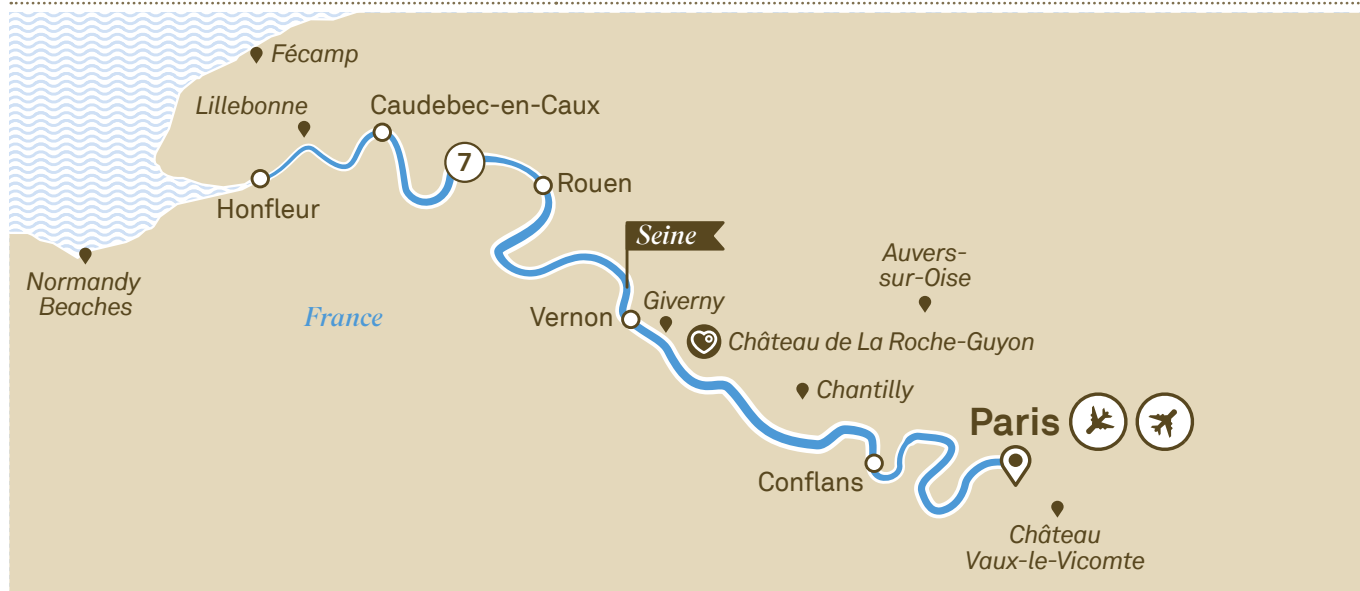 Fécamp
Lillebonne
Caudebec-en-Caux
7
Rouen
Honfleur
Seine
Normandy
Beaches
France
Auvers-
sur-Oise
Giverny
Vernon
Château de La Roche-Guyon
Chantilly
Paris
Conflans
Château
Vaux-le-Vicomte